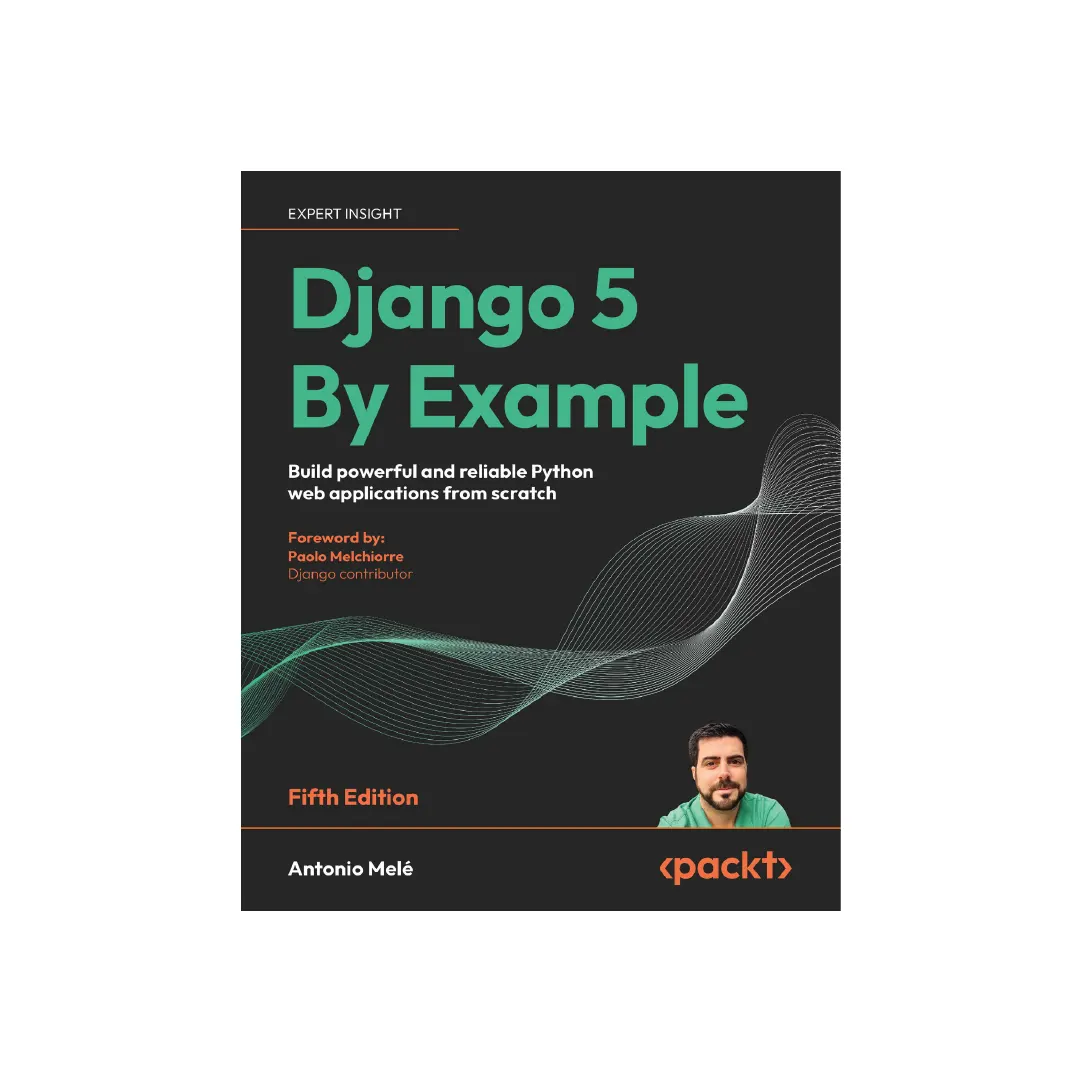 EXPERT INSIGHT
Django 5
By Example
Build powerful and reliable Python
web applications from scratch
Foreword by:
Paolo Melchiorre
Django contributor
Fifth Edition
Antonio Melé
<packt>